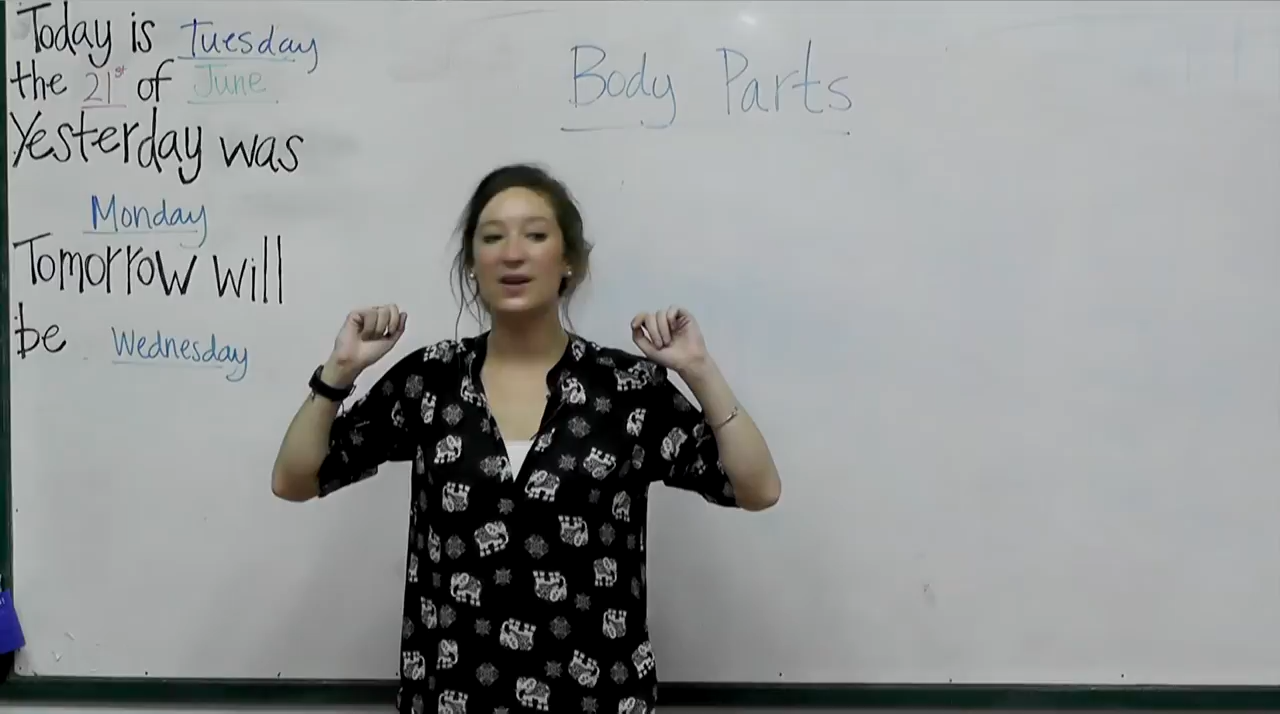 Today is Tuesday
the 21st of June
Yesterday was
Monday
Tomorrow will
be Wednesday
Body Parts